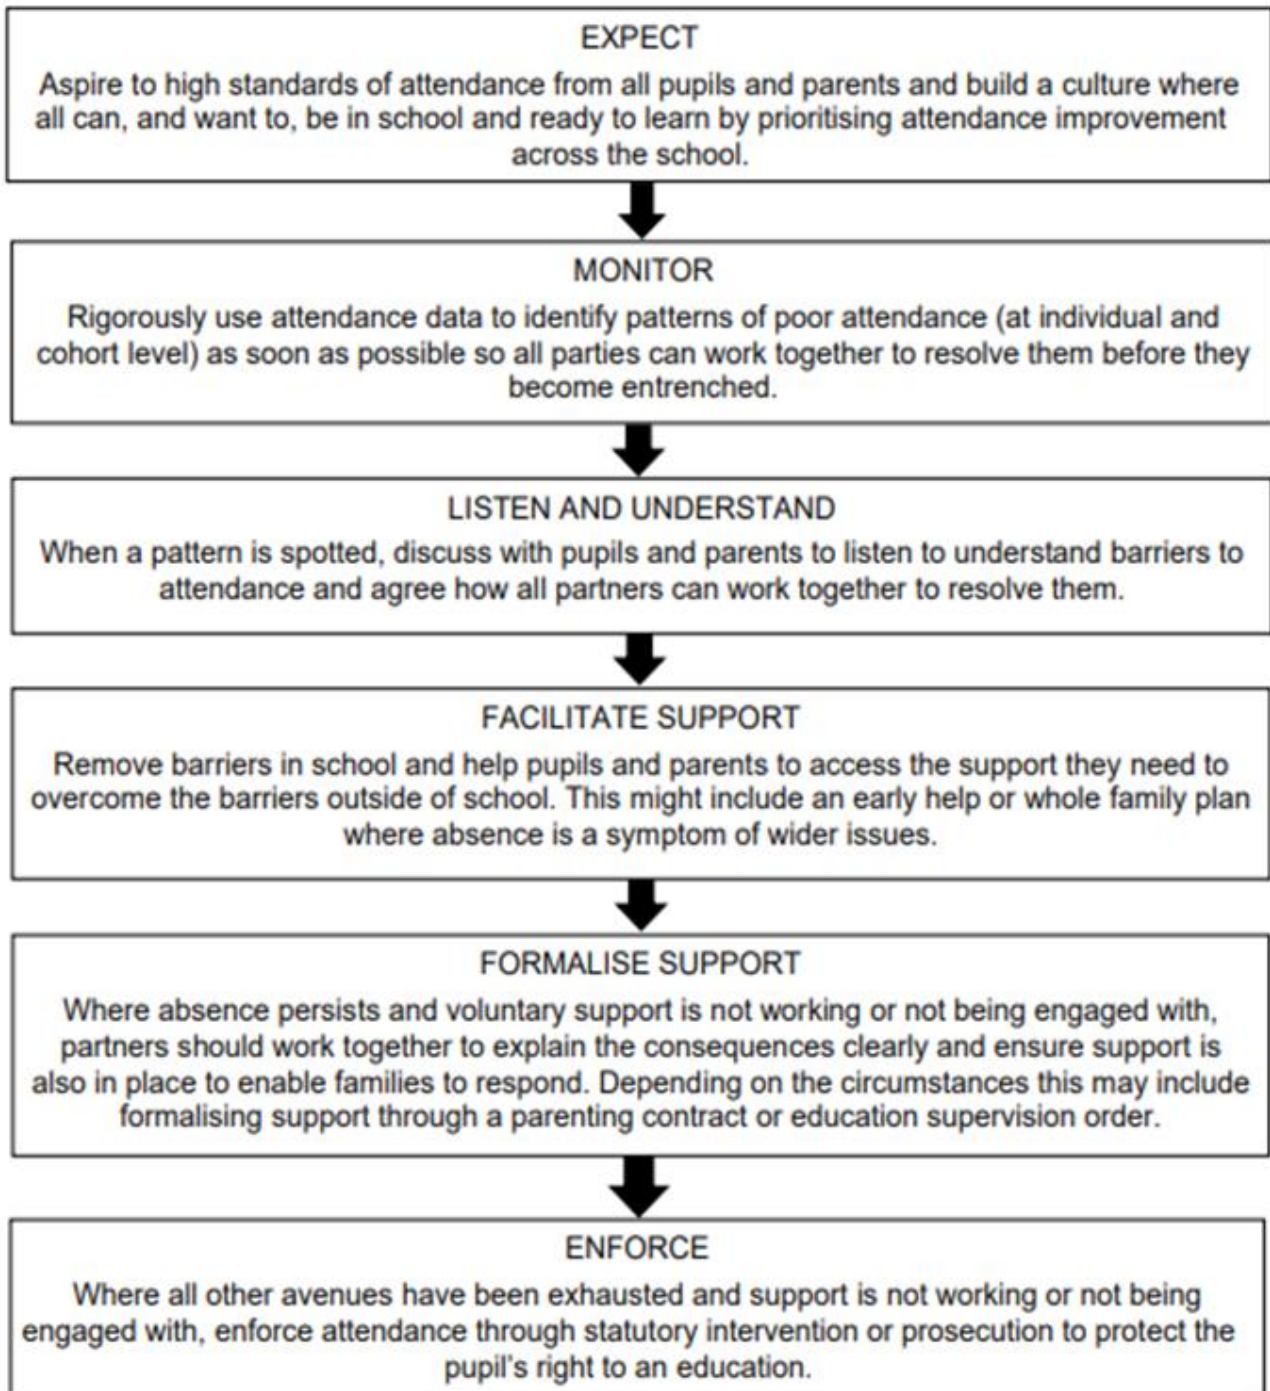 EXPECT
Aspire to high standards of attendance from all pupils and parents and build a culture where
all can, and want to, be in school and ready to learn by prioritising attendance improvement
across the school.
MONITOR
Rigorously use attendance data to identify patterns of poor attendance (at individual and
cohort level) as soon as possible so all parties can work together to resolve them before they
become entrenched.
LISTEN AND UNDERSTAND
When a pattern is spotted, discuss with pupils and parents to listen to understand barriers to
attendance and agree how all partners can work together to resolve them.
FACILITATE SUPPORT
Remove barriers in school and help pupils and parents to access the support they need to
overcome the barriers outside of school. This might include an early help or whole family plan
where absence is a symptom of wider issues.
FORMALISE SUPPORT
Where absence persists and voluntary support is not working or not being engaged with,
partners should work together to explain the consequences clearly and ensure support is
also in place to enable families to respond. Depending on the circumstances this may include
formalising support through a parenting contract or education supervision order.
ENFORCE
Where all other avenues have been exhausted and support is not working or not being
engaged with, enforce attendance through statutory intervention or prosecution to protect the
pupil's right to an education.